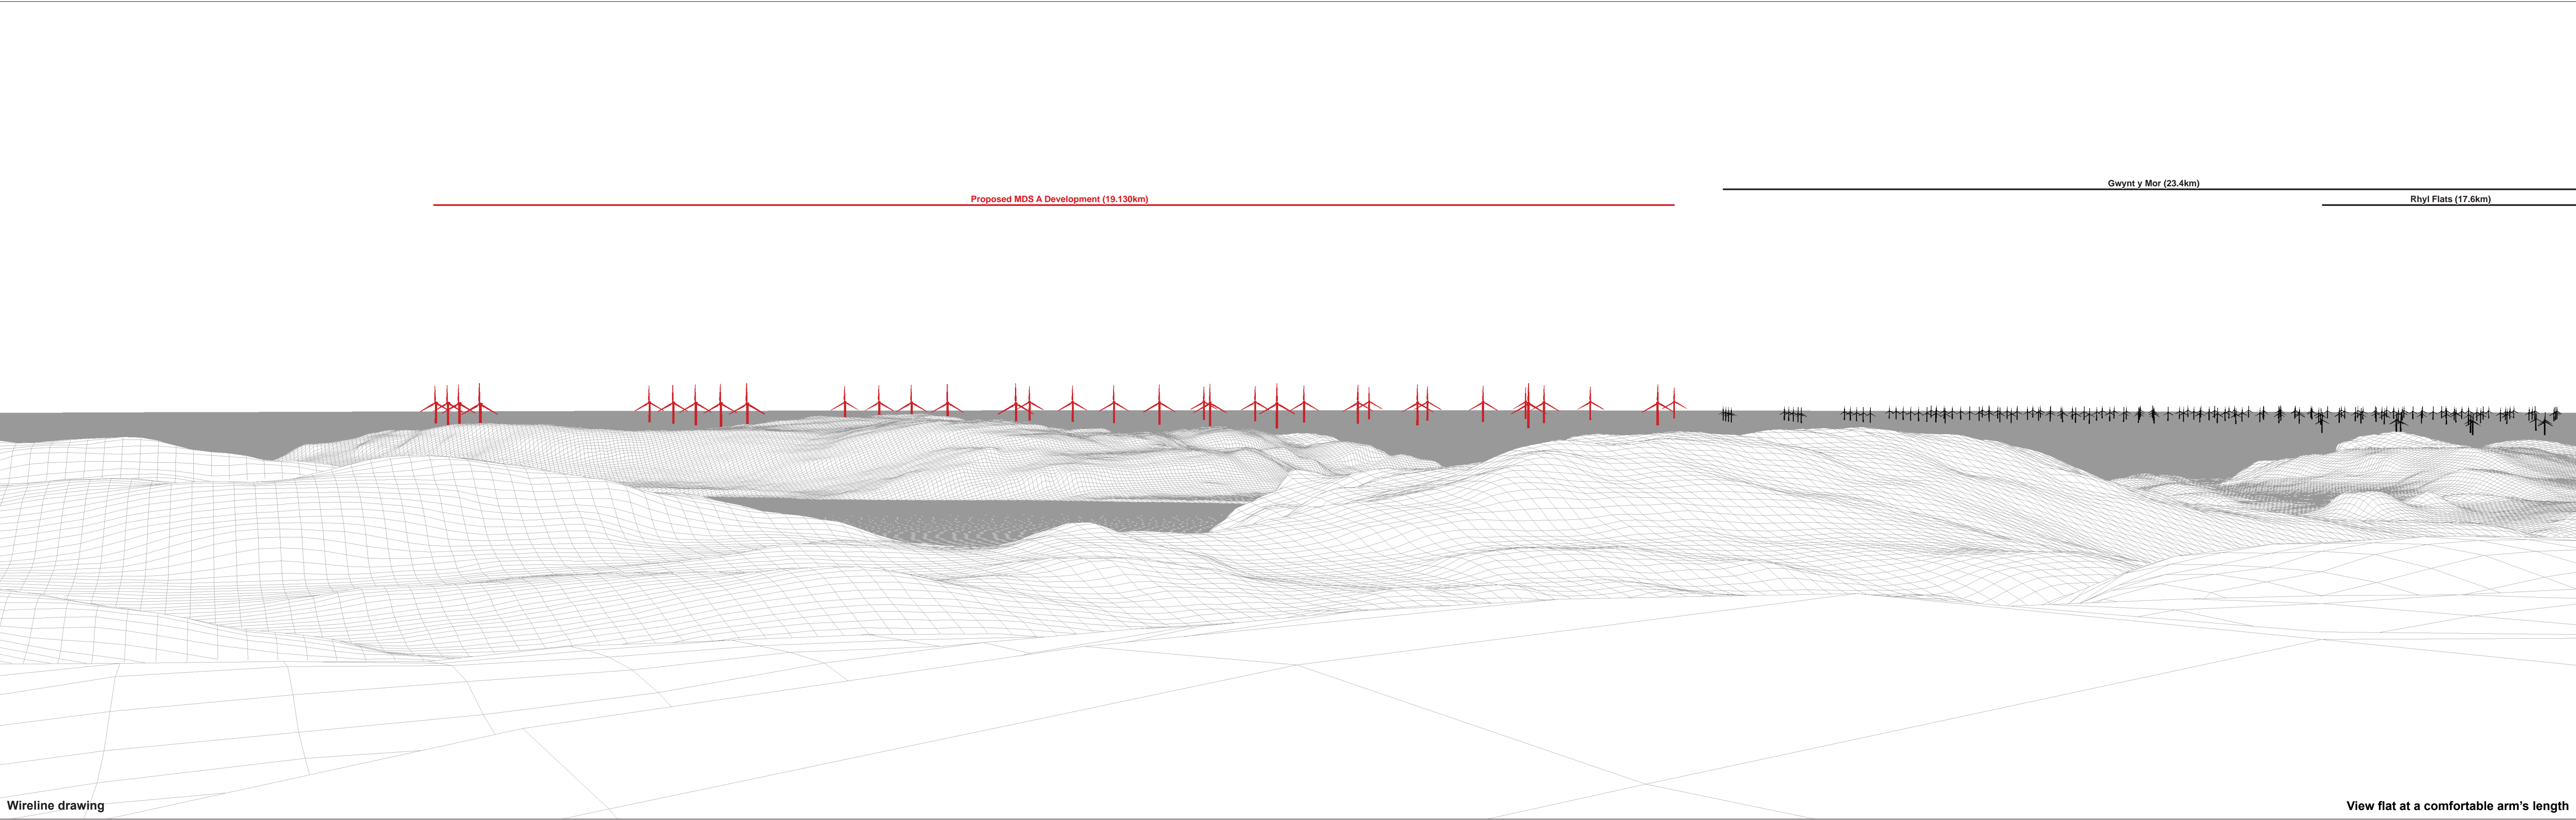 Gwynt y Mor (23.4km)
Proposed MDS A Development (19.130km)
Rhyl Flats (17.6km)
Wireline drawing
View flat at a comfortable arm's length